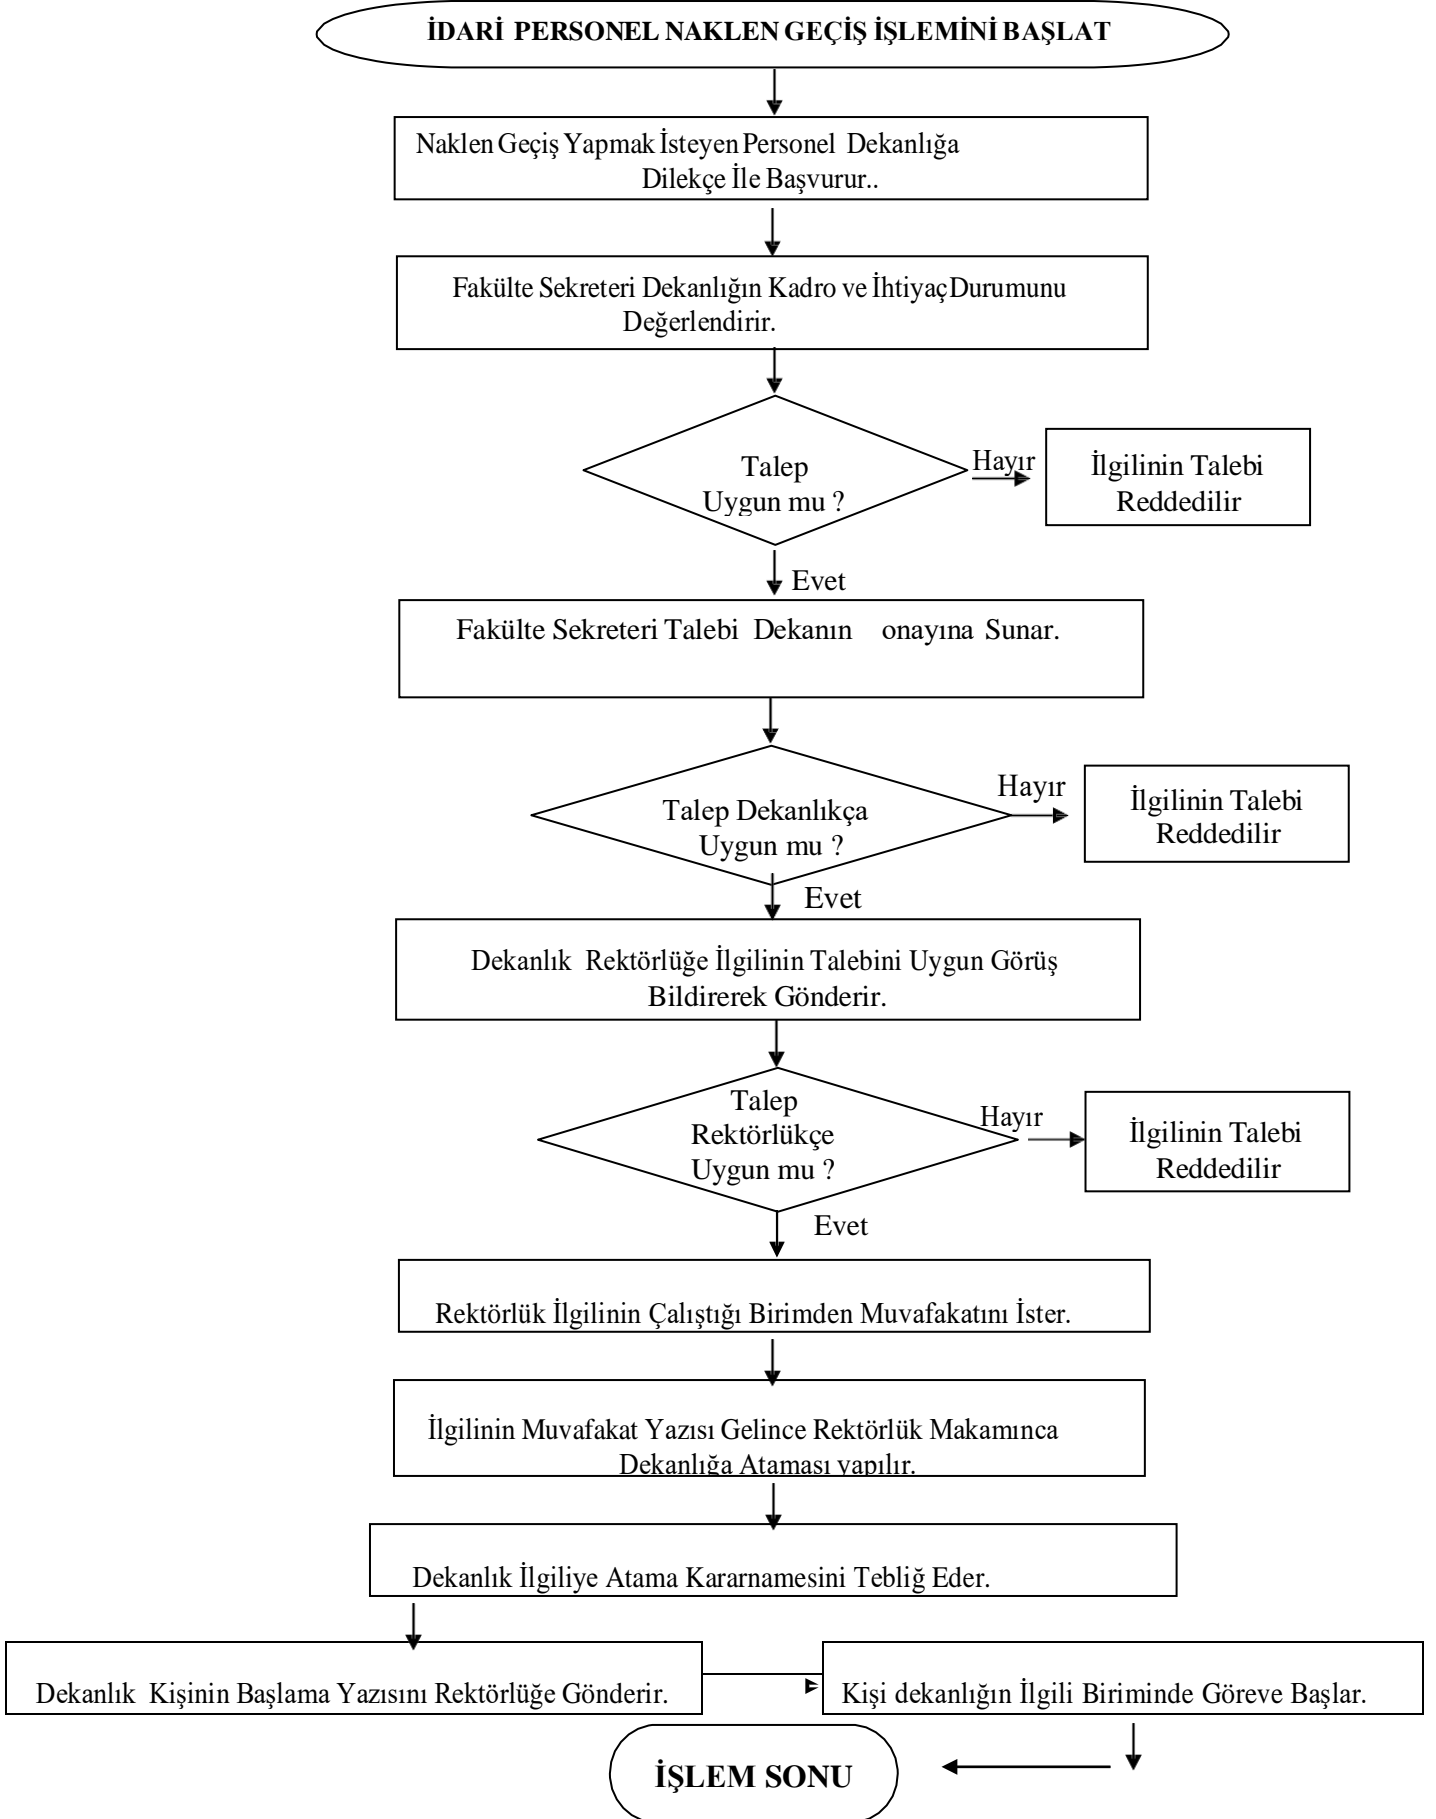 İDARİ PERSONEL NAKLEN GEÇİŞ İŞLEMİNİ BAŞLAT
Naklen Geçiş Yapmak İsteyen Personel Dekanlığa
Dilekçe İle Başvurur..
Fakülte Sekreteri Dekanlığın Kadro ve İhtiyaç Durumunu
Değerlendirir.
Talep
Uygun mu ?
Hayır
İlgilinin Talebi
Reddedilir
Evet
Fakülte Sekreteri Talebi Dekanın onayına Sunar.
Talep Dekanlıkça
Uygun mu ?
Hayır
İlgilinin Talebi
Reddedilir
Evet
Dekanlık Rektörlüğe İlgilinin Talebini Uygun Görüş
Bildirerek Gönderir.
Talep
Rektörlükçe
Uygun mu ?
Hayır
İlgilinin Talebi
Reddedilir
Evet
Rektörlük İlgilinin Çalıştığı Birimden Muvafakatını İster.
İlgilinin Muvafakat Yazısı Gelince Rektörlük Makamınca
Dekanlığa Ataması yapılır.
Dekanlık İlgiliye Atama Kararnamesini Tebliğ Eder.
Dekanlık Kişinin Başlama Yazısını Rektörlüğe Gönderir.
Kişi dekanlığın İlgili Biriminde Göreve Başlar.
İŞLEM SONU